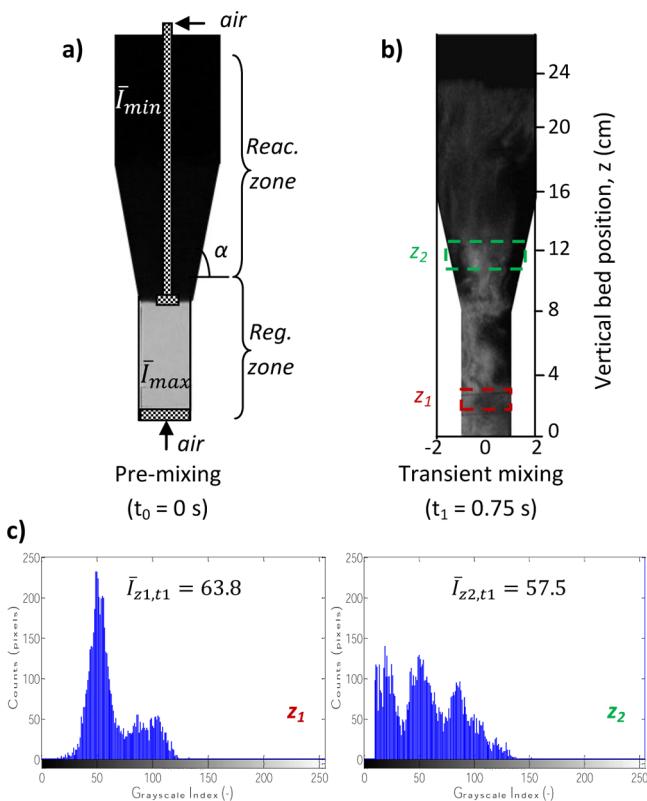 a)
air
Ī_min
Reac.
zone
α
Ī_max
Reg.
zone
air
Pre-mixing
(t₀ = 0 s)
b)
24
20
16
12
8
4
0
Vertical bed position, z (cm)
z₂
z₁
-2 0 2
Transient mixing
(t₁ = 0.75 s)
c)
250
200
150
100
50
0
Counts (pixels)
Ī_z1,t1 = 63.8
z₁
0 50 100 150 200 250
Grayscale Index (-)
250
200
150
100
50
0
Counts (pixels)
Ī_z2,t1 = 57.5
z₂
0 50 100 150 200 250
Grayscale Index (-)